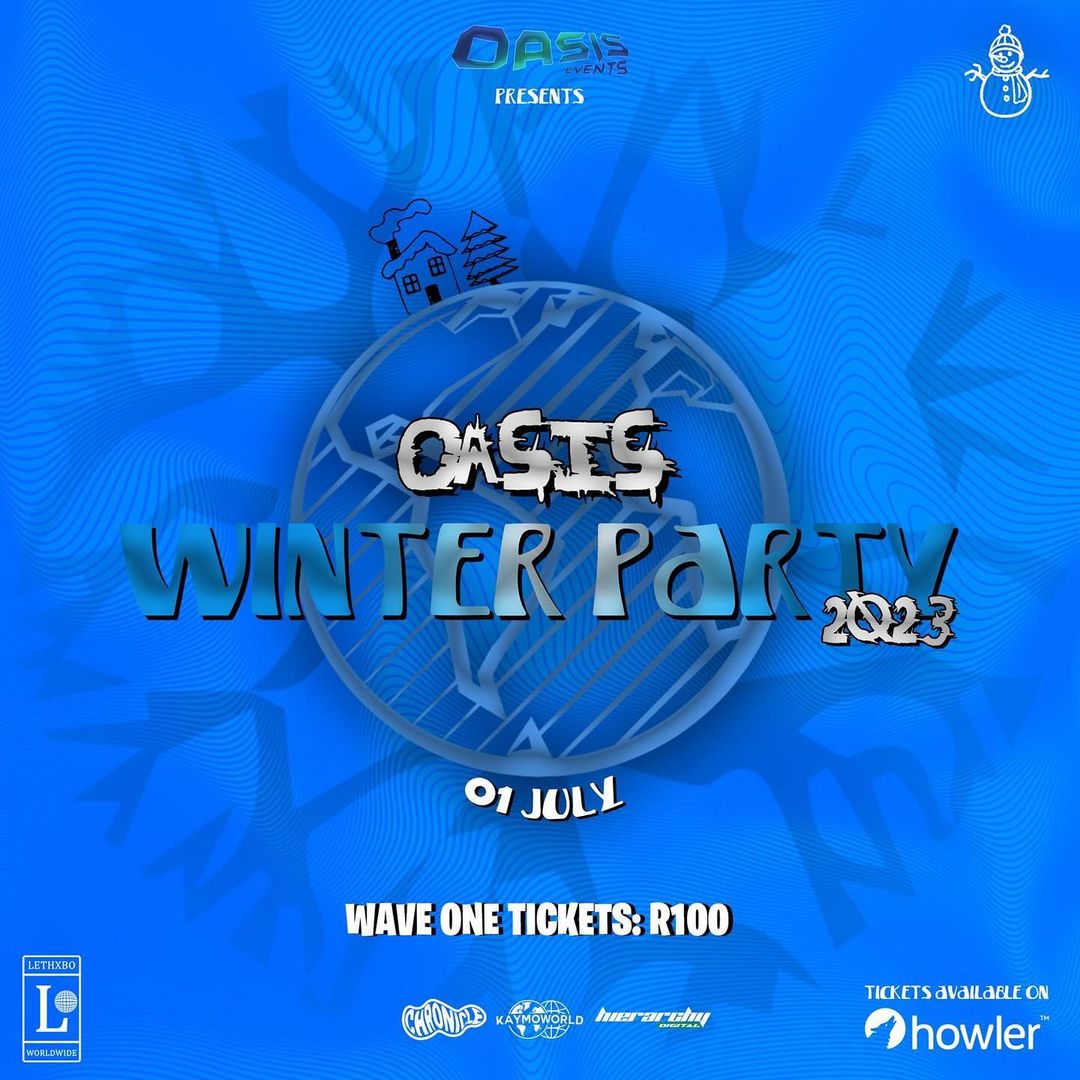 OASIS
EVENTS
PRESENTS
OASIS
WINTER PARTY
2023
01 JULY
WAVE ONE TICKETS: R100
LETHXBO
L
WORLDWIDE
CHRONICLE
KAYMOWORLD
hierarchy
DIGITAL
TICKETS AVAILABLE ON
howler™